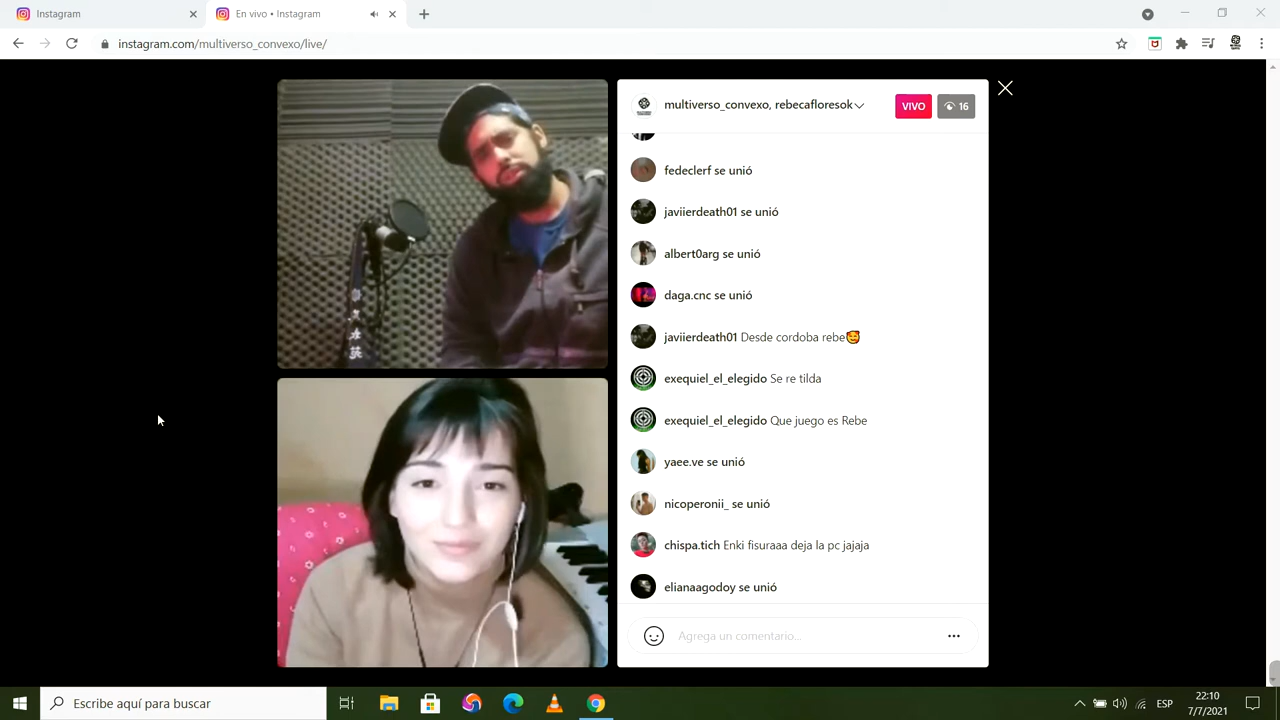 Instagram
En vivo • Instagram
instagram.com/multiverso_convexo/live/
multiverso_convexo, rebecafloresok
VIVO
16
fedeclerf se unió
javiierdeath01 se unió
albert0arg se unió
daga.cnc se unió
javiierdeath01 Desde cordoba rebe🥰
exequiel_el_elegido Se re tilda
exequiel_el_elegido Que juego es Rebe
yaee.ve se unió
nicoperonii_ se unió
chispa.tich Enki fisuraaa deja la pc jajaja
elianaagodoy se unió
Agrega un comentario...
Escribe aquí para buscar
ESP
22:10
7/7/2021